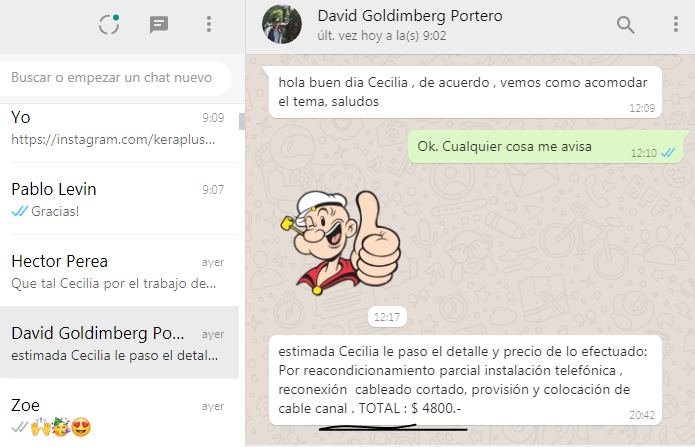 Buscar o empezar un chat nuevo
Yo 9:09
https://instagram.com/keraplus...
Pablo Levin 9:07
Gracias!
Hector Perea ayer
Que tal Cecilia por el trabajo de...
David Goldimberg Po... ayer
estimada Cecilia le paso el detal...
Zoe ayer
David Goldimberg Portero
últ. vez hoy a la(s) 9:02
hola buen dia Cecilia , de acuerdo , vemos como acomodar
el tema, saludos
12:09
Ok. Cualquier cosa me avisa
12:10
12:17
estimada Cecilia le paso el detalle y precio de lo efectuado:
Por reacondicionamiento parcial instalación telefónica ,
reconexión cableado cortado, provisión y colocación de
cable canal . TOTAL : $ 4800.-
20:42